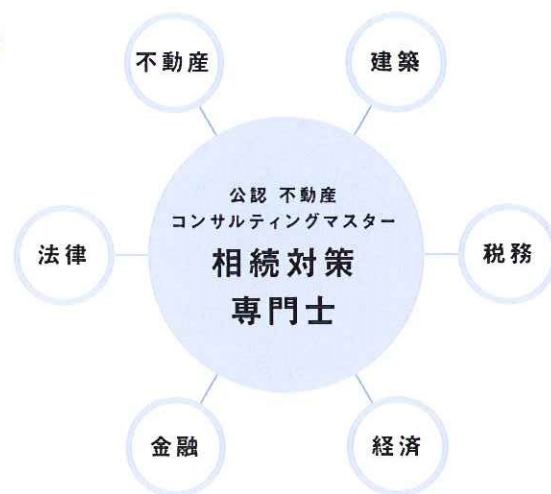 不動産
建築
公認 不動産
コンサルティングマスター
相続対策
専門士
法律
税務
金融
経済